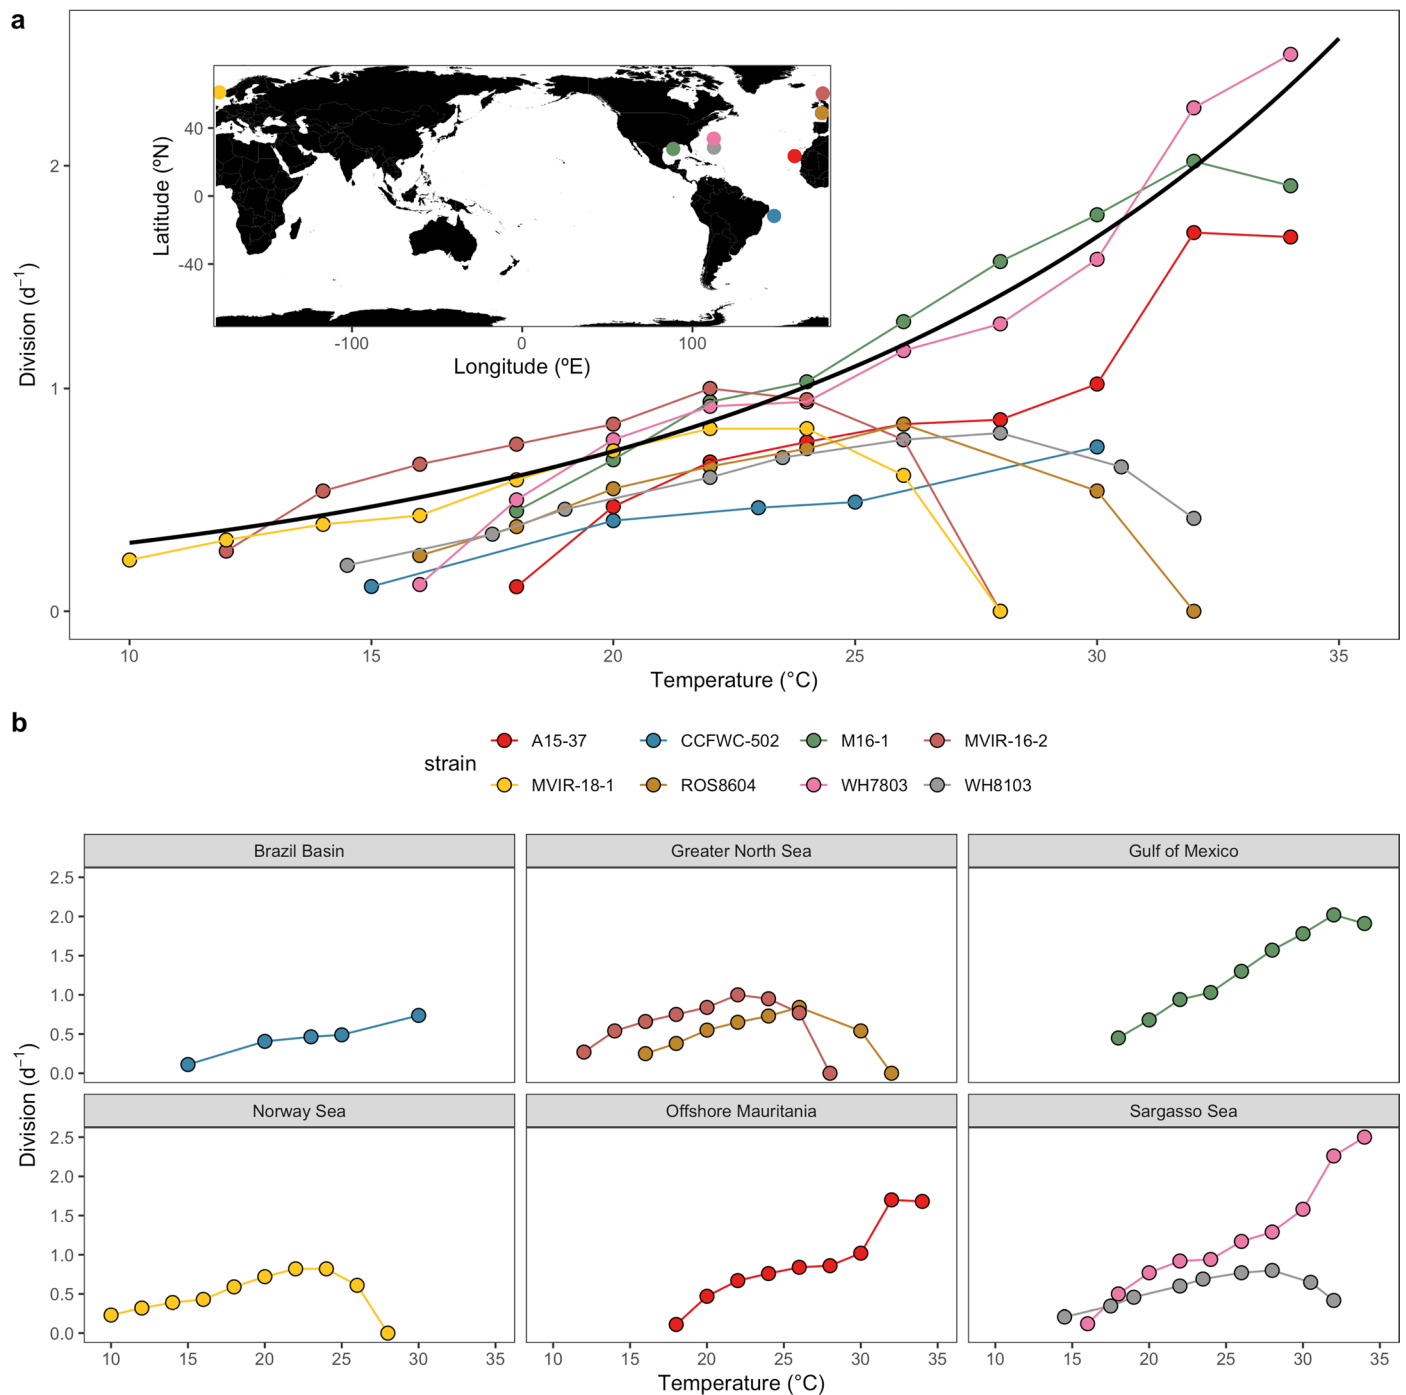 a
2
1
0
Division (d⁻¹)
40
0
-40
Latitude (ºN)
-100 0 100
Longitude (ºE)
10 15 20 25 30 35
Temperature (°C)
b
strain
A15-37 CCFWC-502 M16-1 MVIR-16-2
MVIR-18-1 ROS8604 WH7803 WH8103
Brazil Basin Greater North Sea Gulf of Mexico
2.5
2.0
1.5
1.0
0.5
0.0
Division (d⁻¹)
Norway Sea Offshore Mauritania Sargasso Sea
2.5
2.0
1.5
1.0
0.5
0.0
10 15 20 25 30 35 10 15 20 25 30 35 10 15 20 25 30 35
Temperature (°C)